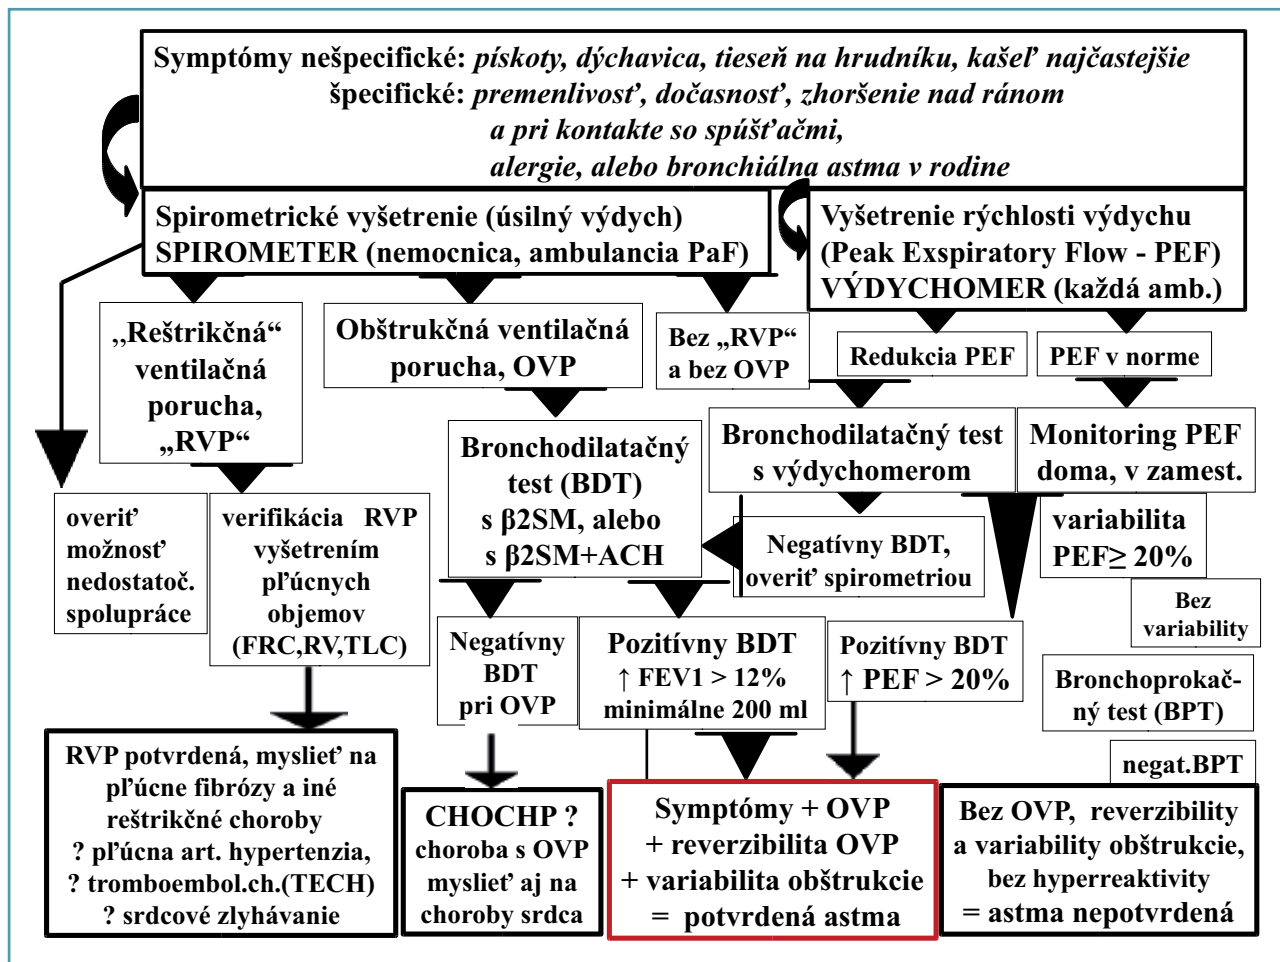 Symptómy nešpecifické: pískoty, dýchavica, tieseň na hrudníku, kašeľ najčastejšie
špecifické: premenlivosť, dočasnosť, zhoršenie nad ránom
a pri kontakte so spúšťačmi,
alergie, alebo bronchiálna astma v rodine
Spirometrické vyšetrenie (úsilný výdych)
SPIROMETER (nemocnica, ambulancia PaF)
Vyšetrenie rýchlosti výdychu
(Peak Exspiratory Flow - PEF)
VÝDYCHOMER (každá amb.)
„Reštrikčná“
ventilačná
porucha,
„RVP“
Obštrukčná ventilačná
porucha, OVP
Bez „RVP“
a bez OVP
Redukcia PEF
PEF v norme
Bronchodilatačný
test (BDT)
s β2SM, alebo
s β2SM+ACH
Bronchodilatačný test
s výdychomerom
Monitoring PEF
doma, v zamest.
overiť
možnosť
nedostatoč.
spolupráce
verifikácia RVP
vyšetrením
pľúcnych
objemov
(FRC,RV,TLC)
Negatívny BDT,
overiť spirometriou
variabilita
PEF≥ 20%
Bez
variability
Negatívny
BDT
pri OVP
Pozitívny BDT
↑ FEV1 > 12%
minimálne 200 ml
Pozitívny BDT
↑ PEF > 20%
Bronchoprokač-
ný test (BPT)
negat.BPT
RVP potvrdená, myslieť na
pľúcne fibrózy a iné
reštrikčné choroby
? pľúcna art. hypertenzia,
? tromboembol.ch.(TECH)
? srdcové zlyhávanie
CHOCHP ?
choroba s OVP
myslieť aj na
choroby srdca
Symptómy + OVP
+ reverzibilita OVP
+ variabilita obštrukcie
= potvrdená astma
Bez OVP, reverzibility
a variability obštrukcie,
bez hyperreaktivity
= astma nepotvrdená